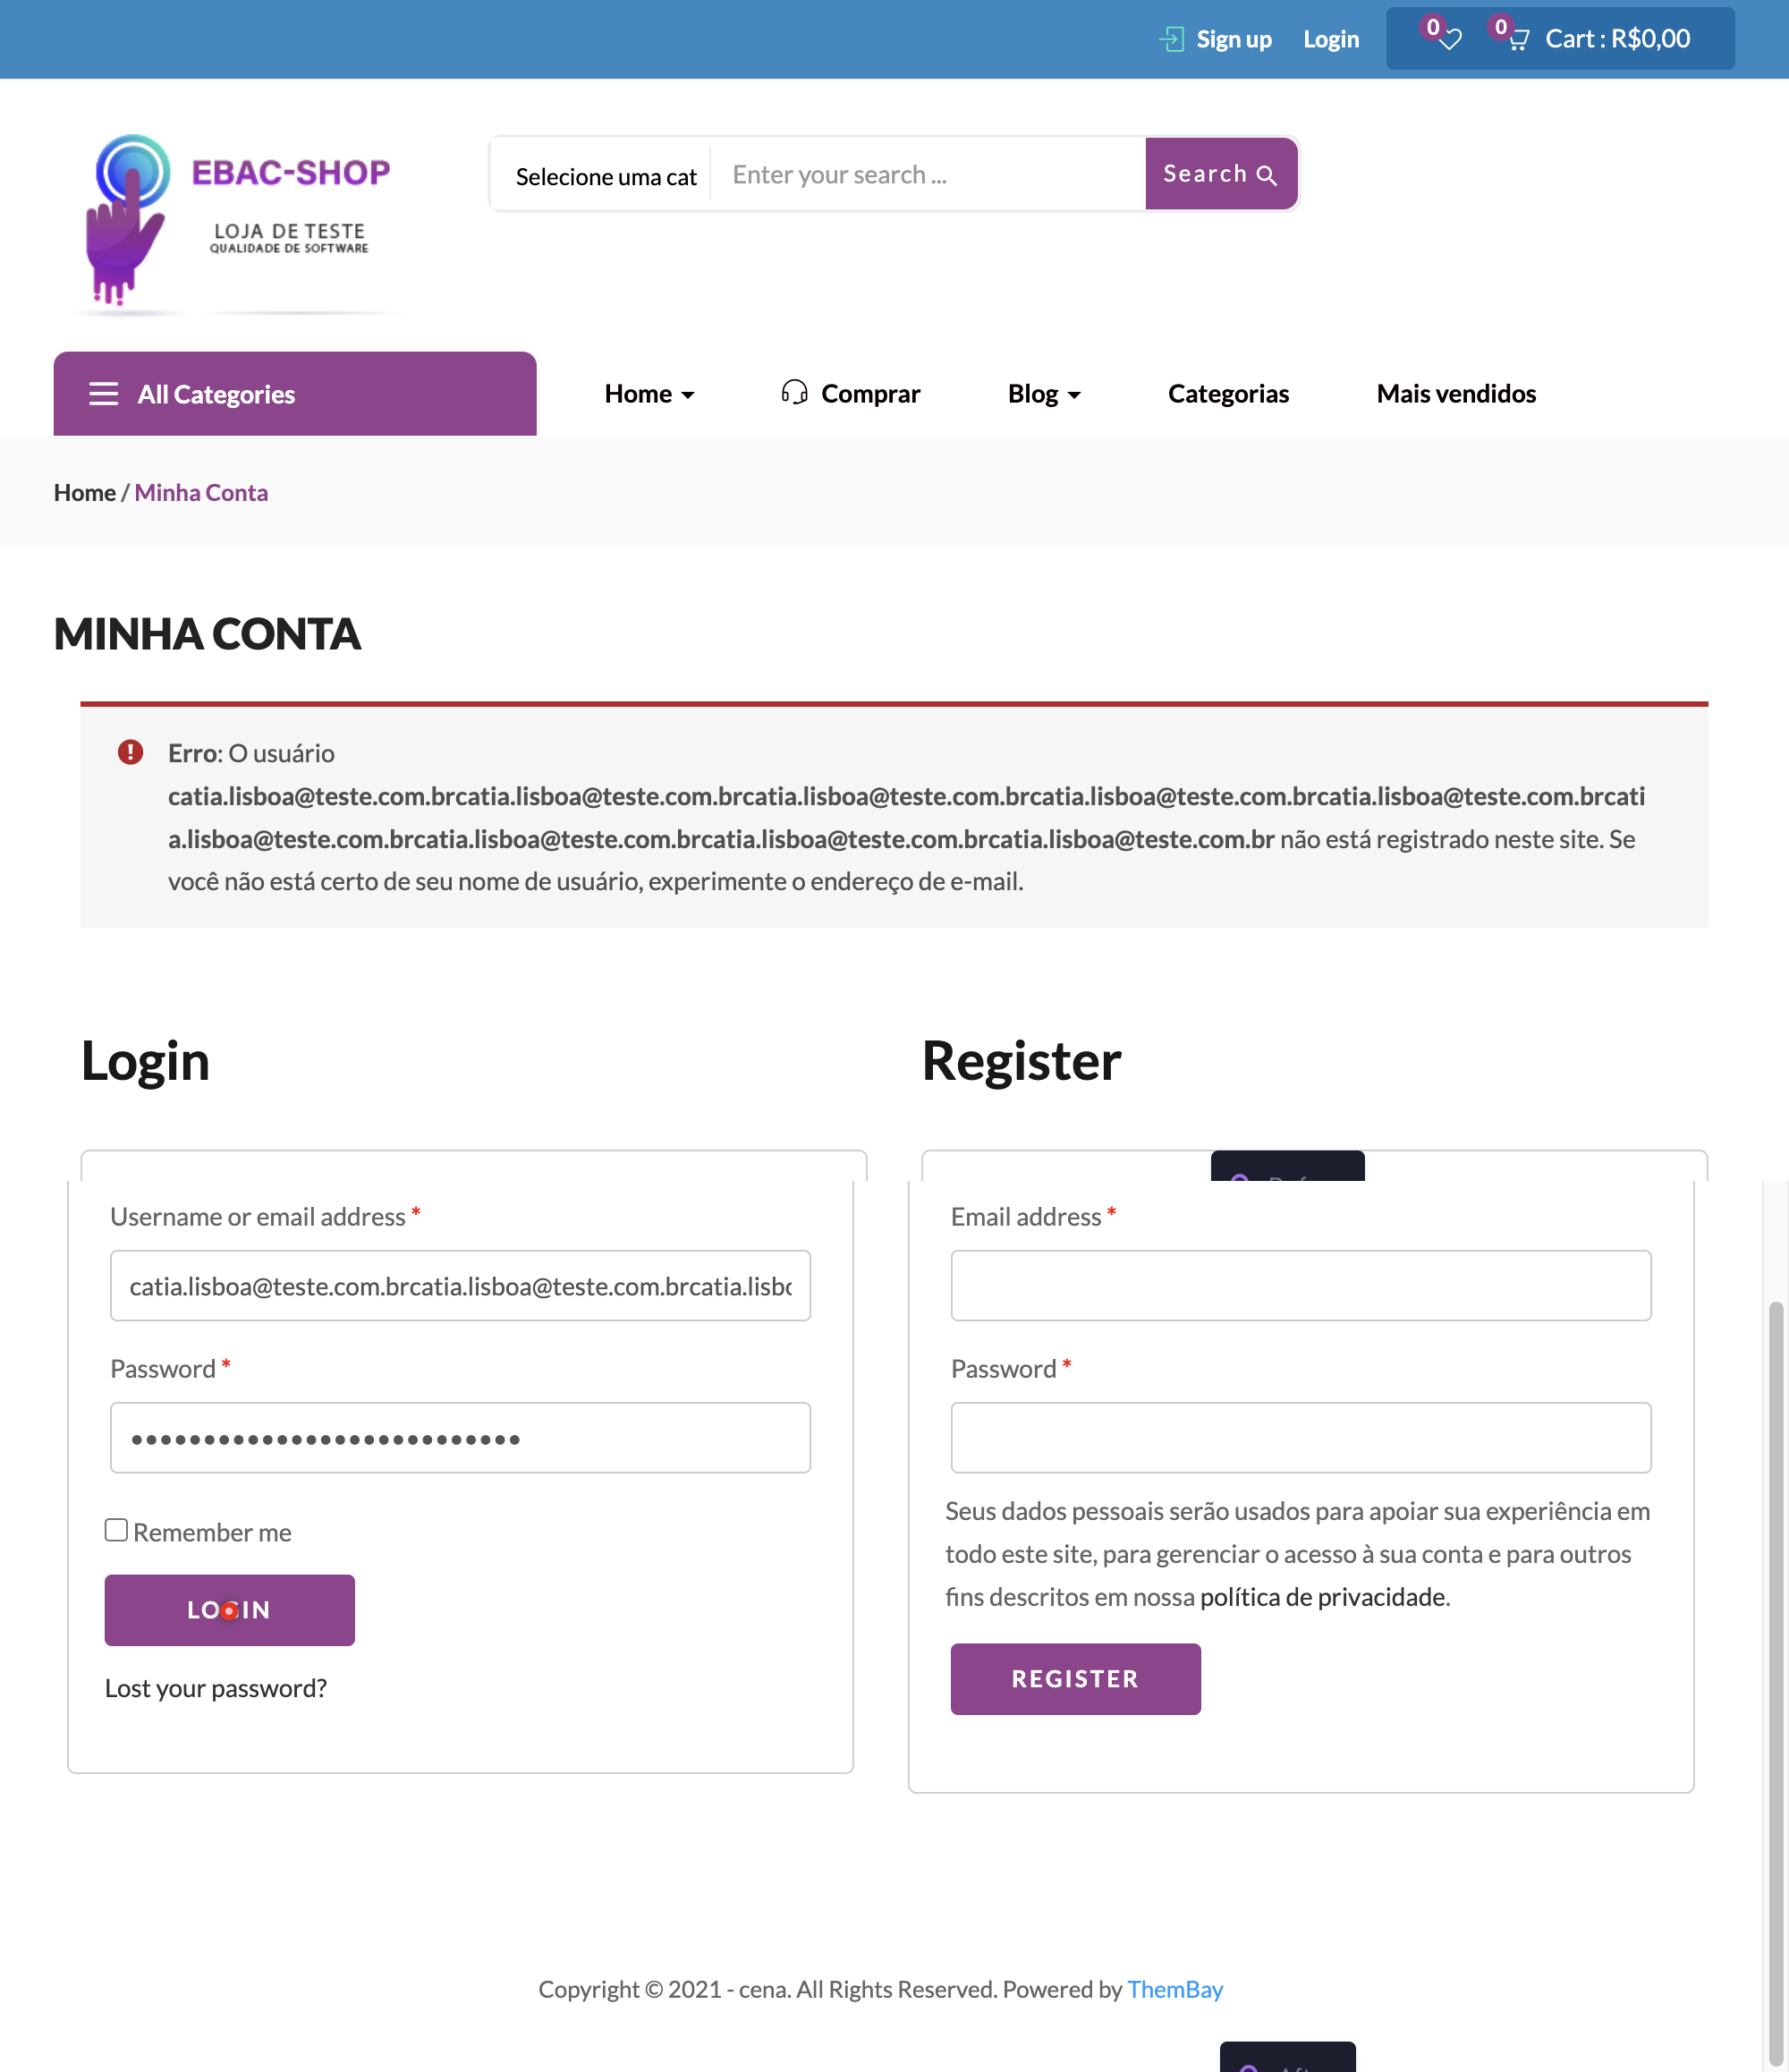 Sign up
Login
0
0
Cart : R$0,00
EBAC-SHOP
LOJA DE TESTE
QUALIDADE DE SOFTWARE
Selecione uma cat
Enter your search ...
Search
All Categories
Home
Comprar
Blog
Categorias
Mais vendidos
Home / Minha Conta
MINHA CONTA
Erro: O usuário
catia.lisboa@teste.com.brcatia.lisboa@teste.com.brcatia.lisboa@teste.com.brcatia.lisboa@teste.com.brcatia.lisboa@teste.com.brcati
a.lisboa@teste.com.brcatia.lisboa@teste.com.brcatia.lisboa@teste.com.brcatia.lisboa@teste.com.br não está registrado neste site. Se
você não está certo de seu nome de usuário, experimente o endereço de e-mail.
Login
Username or email address *
catia.lisboa@teste.com.brcatia.lisboa@teste.com.brcatia.lisbo
Password *
Remember me
LOGIN
Lost your password?
Register
Email address *
Password *
Seus dados pessoais serão usados para apoiar sua experiência em
todo este site, para gerenciar o acesso à sua conta e para outros
fins descritos em nossa política de privacidade.
REGISTER
Copyright © 2021 - cena. All Rights Reserved. Powered by ThemBay